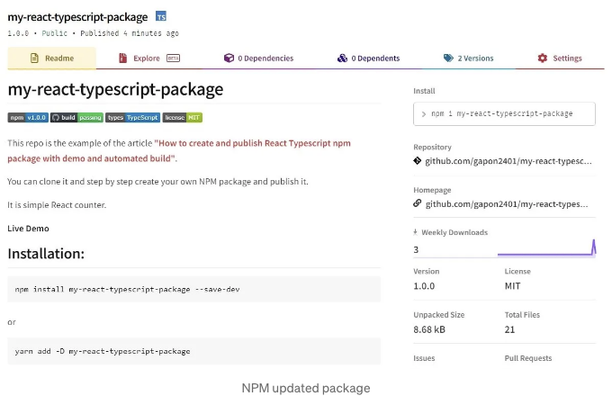 my-react-typescript-package TS
1.0.0 • Public • Published 4 minutes ago
Readme
Explore BETA
0 Dependencies
0 Dependents
2 Versions
Settings
my-react-typescript-package
npm v1.0.0 build passing types TypeScript license MIT
This repo is the example of the article "How to create and publish React Typescript npm
package with demo and automated build".
You can clone it and step by step create your own NPM package and publish it.
It is simple React counter.
Live Demo
Installation:
npm install my-react-typescript-package --save-dev
or
yarn add -D my-react-typescript-package
Install
> npm i my-react-typescript-package
Repository
github.com/gapon2401/my-react-typesc...
Homepage
github.com/gapon2401/my-react-types...
Weekly Downloads
3
Version
License
1.0.0
MIT
Unpacked Size
Total Files
8.68 kB
21
Issues
Pull Requests
NPM updated package